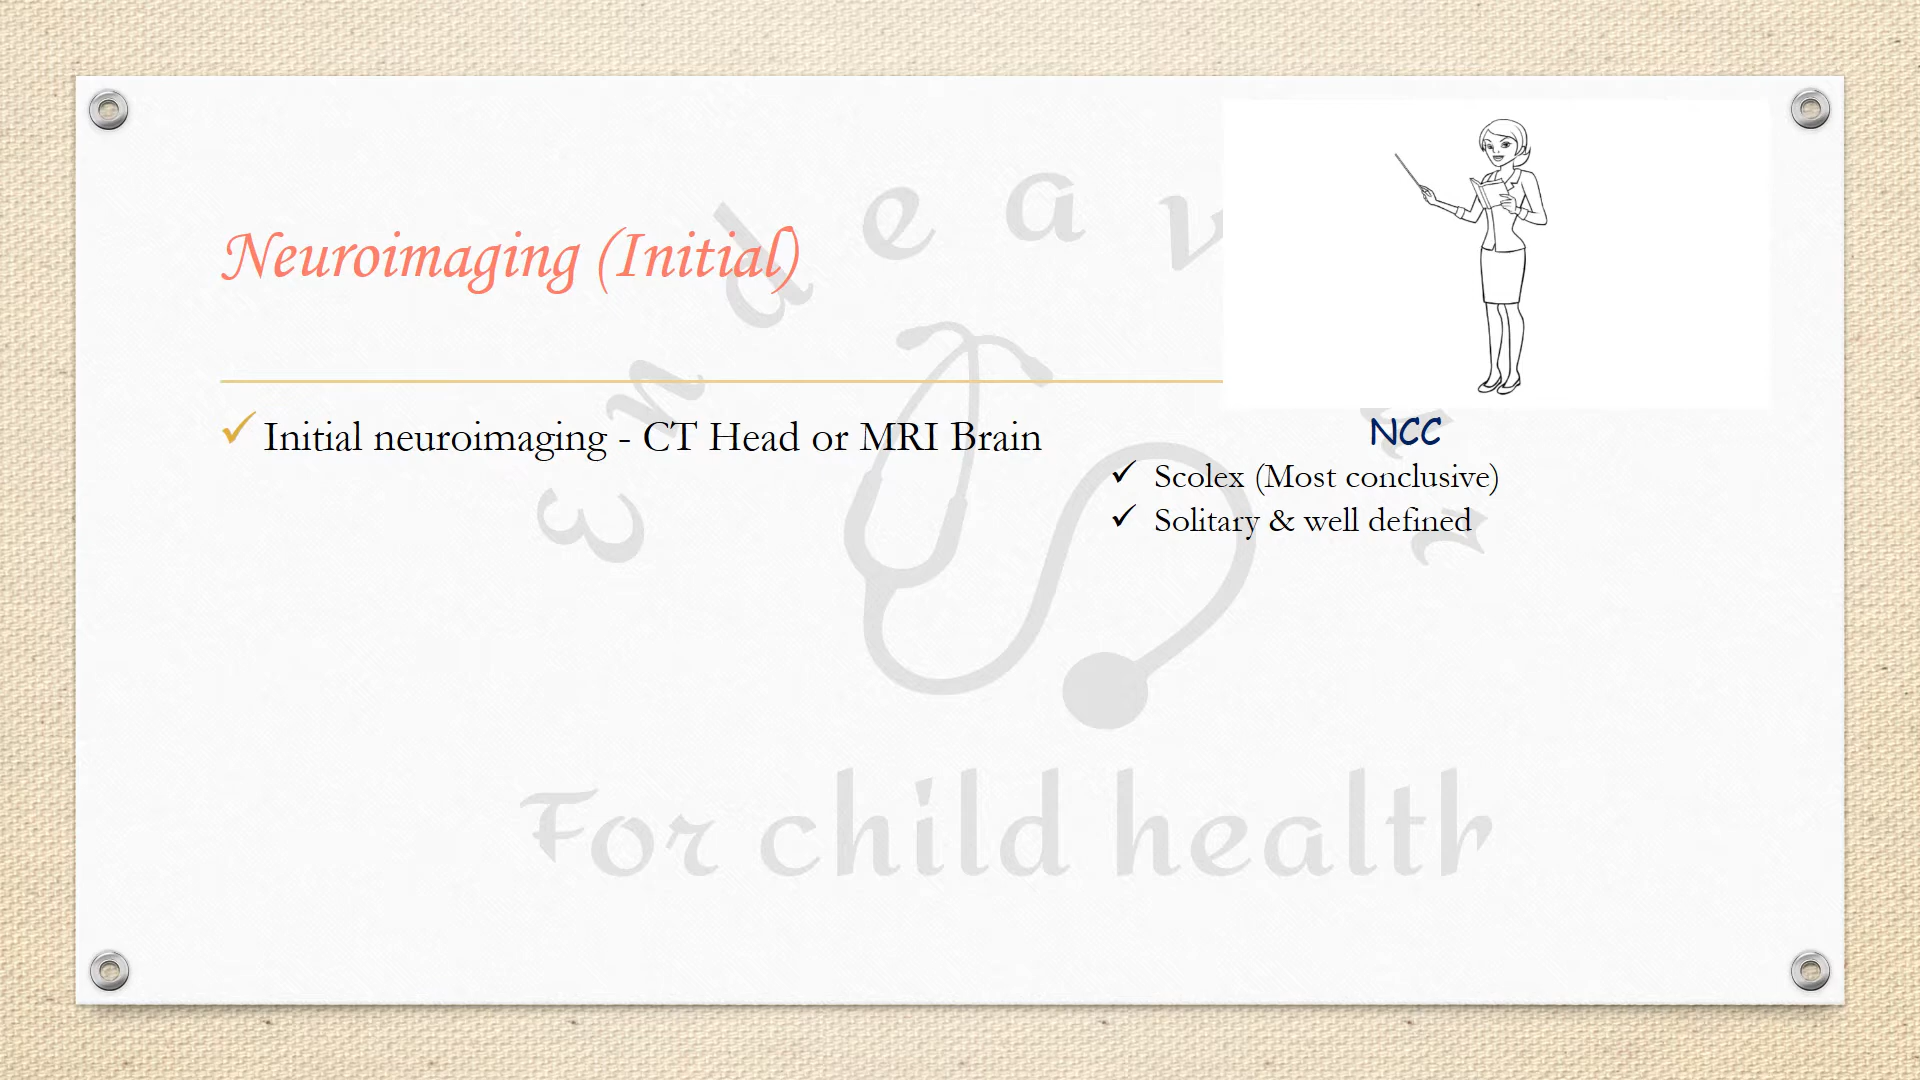 Neuroimaging (Initial)
Initial neuroimaging - CT Head or MRI Brain
NCC
Scolex (Most conclusive)
Solitary & well defined
For child health